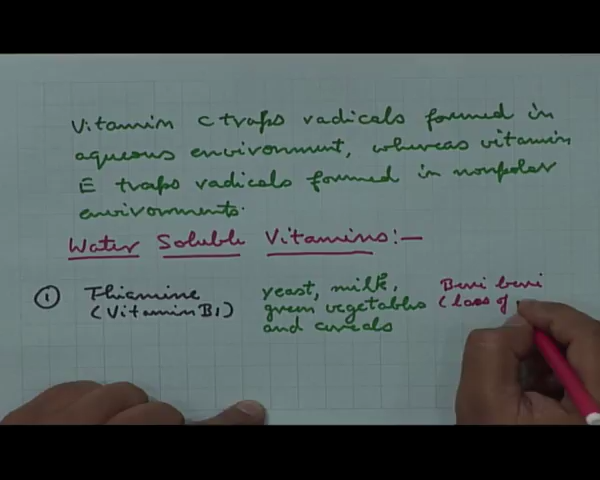 Vitamin C traps radicals formed in
aqueous environment, whereas vitamin
E traps radicals formed in nonpolar
environments.
Water Soluble Vitamins:-
① Thiamine (Vitamin B1)
yeast, milk, green vegetables and cereals
Beri beri (loss of